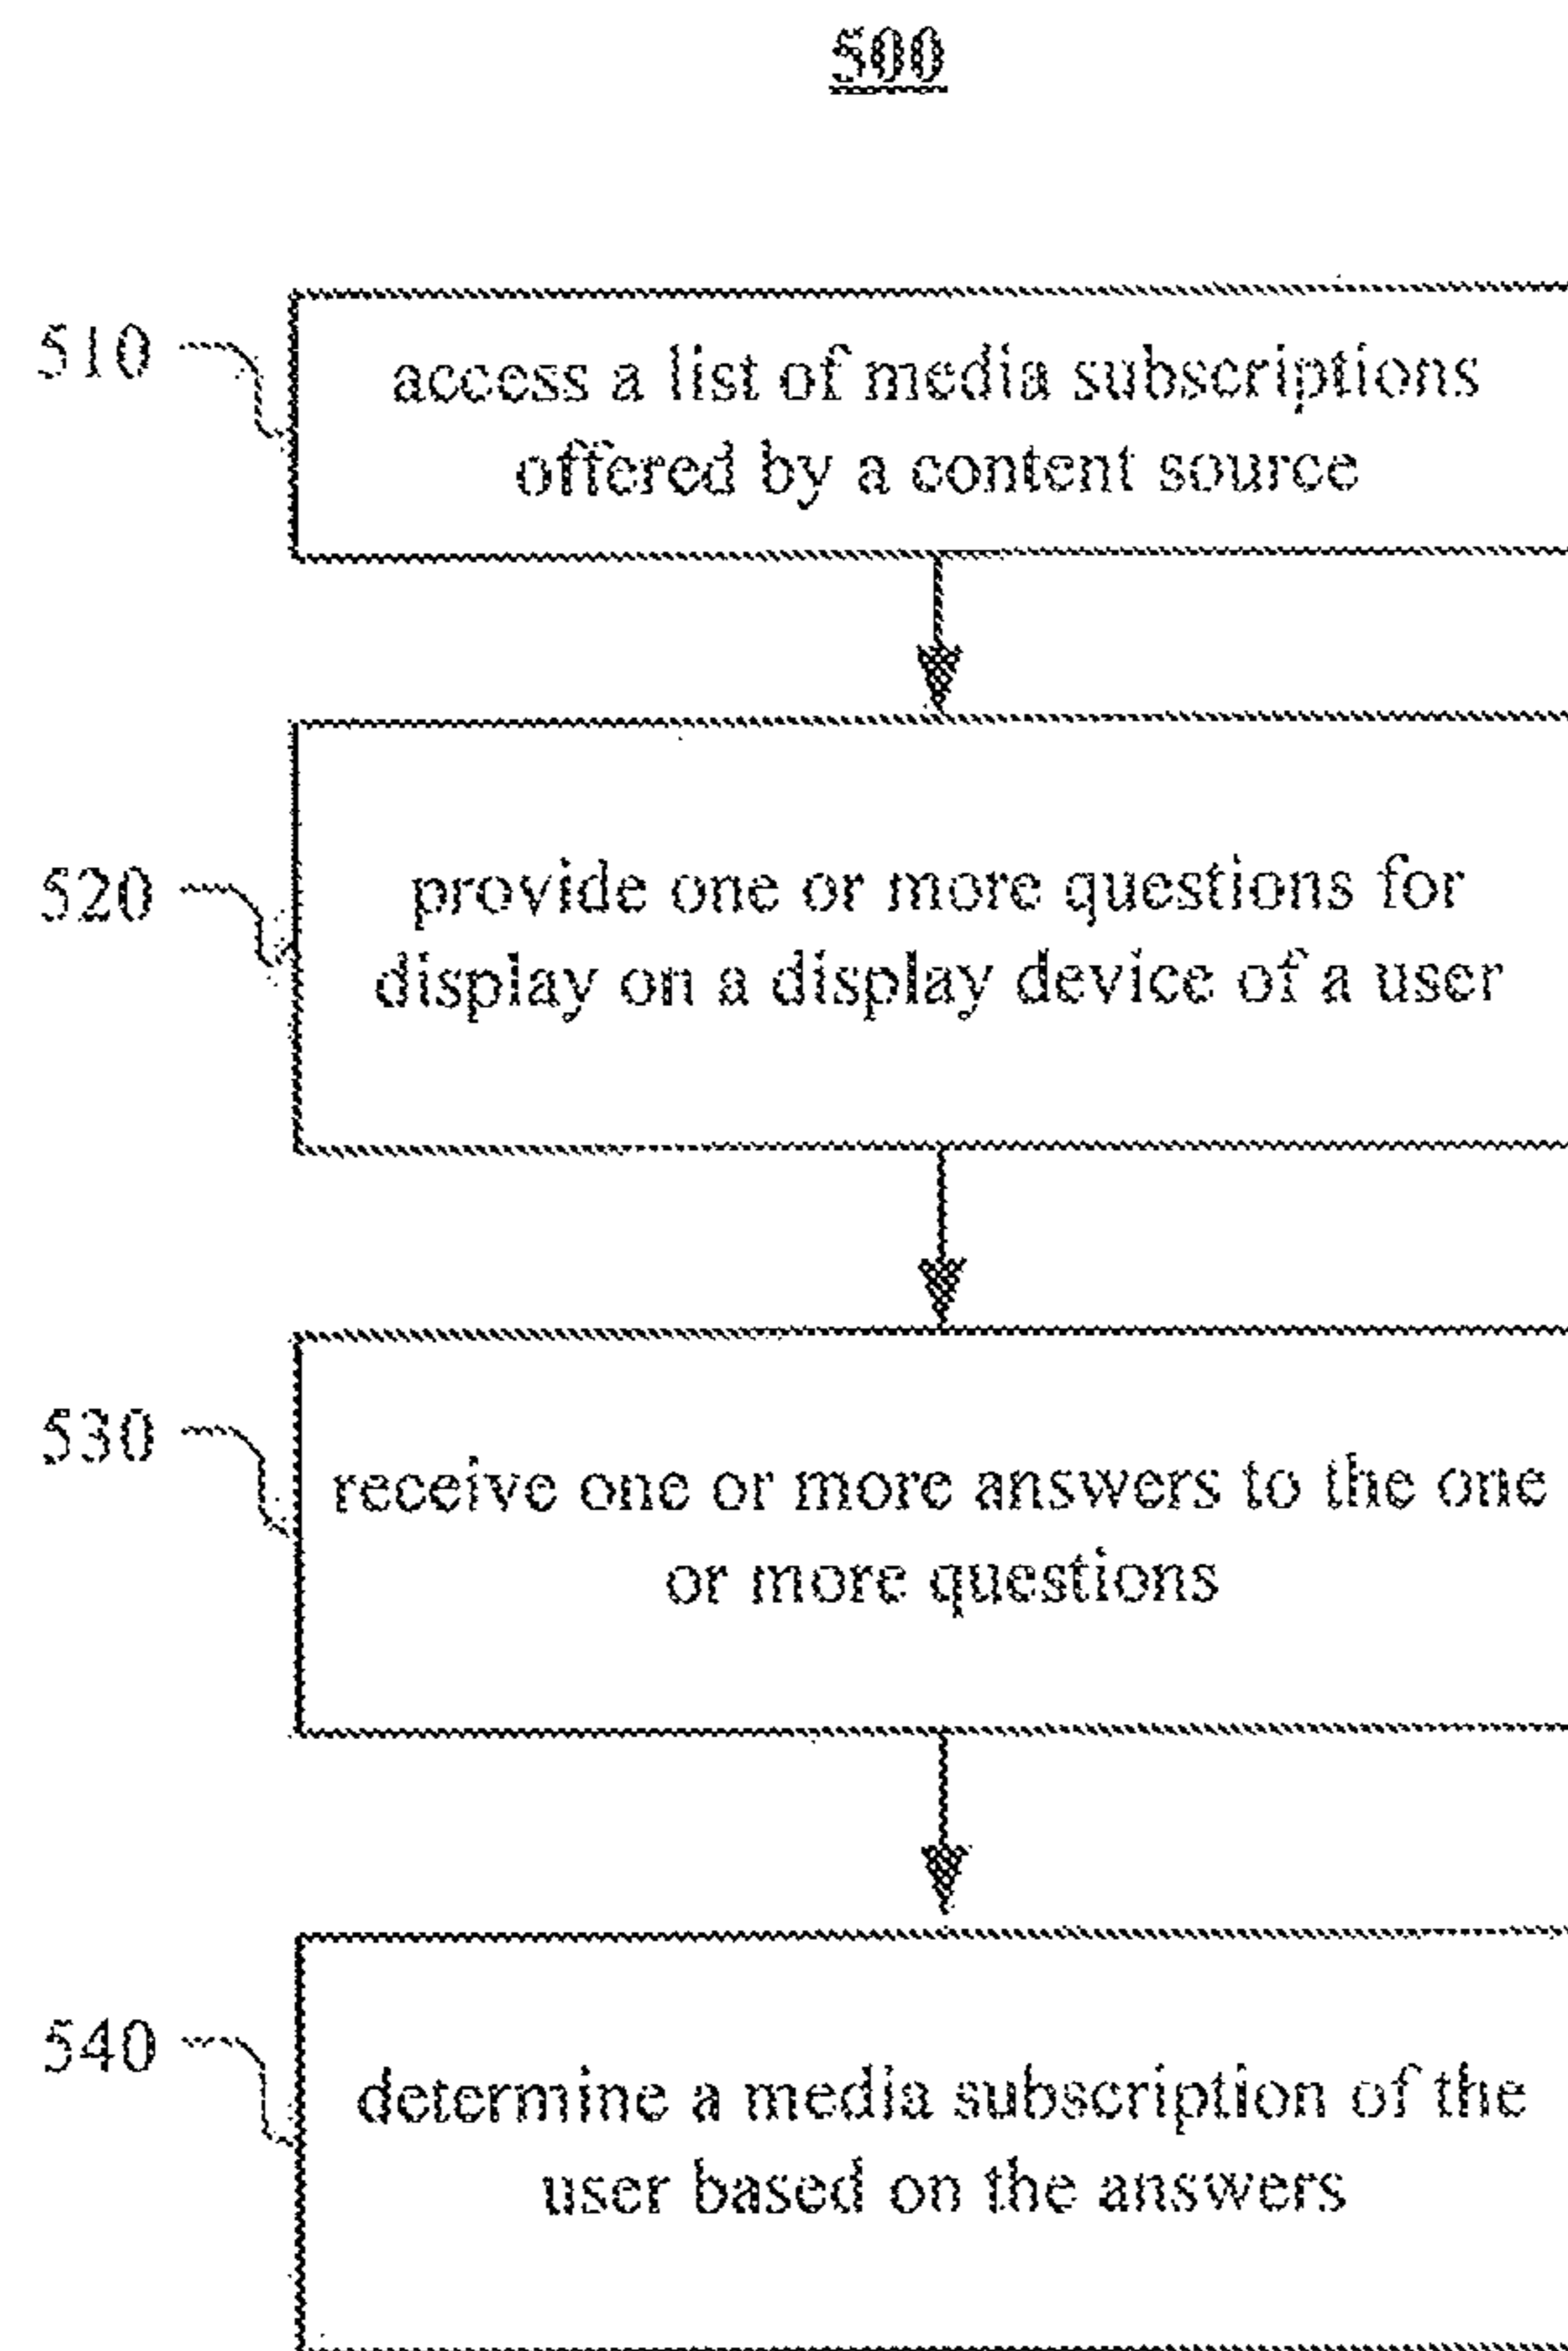 500
510
access a list of media subscriptions
offered by a content source
520
provide one or more questions for
display on a display device of a user
530
receive one or more answers to the one
or more questions
540
determine a media subscription of the
user based on the answers